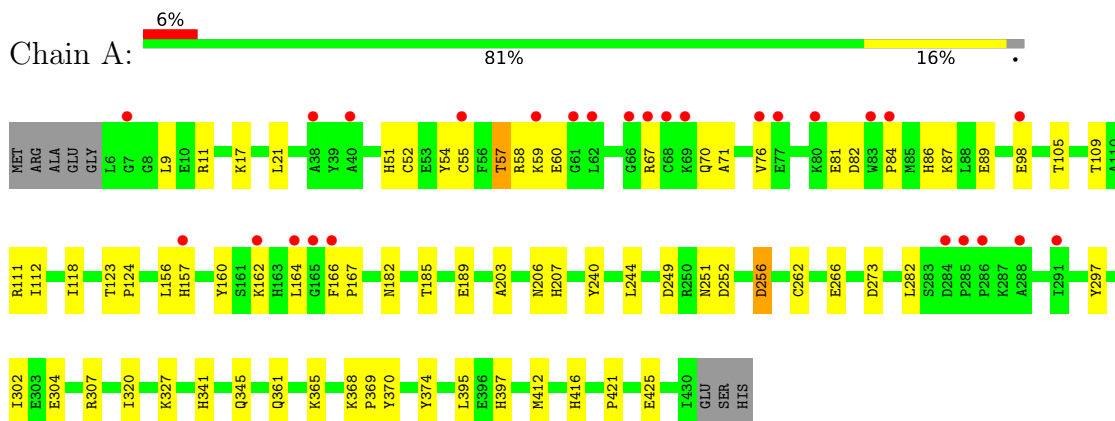 6%
Chain A:
81%
16%
•
MET ARG ALA GLU GLY L6 G7 G8 L9 E10 R11 K17 L21 A38 Y39 A40 H51 C52 E53 Y54 C55 F56 T57 R58 K59 E60 G61 L62 G66 R67 C68 K69 Q70 A71 V76 E77 K80 E81 D82 W83 P84 M85 H86 K87 L88 E89 E98 T105 T109 A110
R111 I112 I118 T123 P124 L156 H157 Y160 S161 K162 H163 L164 G165 F166 P167 N182 T185 E189 A203 N206 H207 Y240 L244 D249 R250 N251 D252 D256 C262 E266 D273 L282 S283 D284 P285 P286 K287 A288 I291 Y297
I302 E303 E304 R307 I320 K327 H341 Q345 Q361 K365 K368 P369 Y370 Y374 L395 E396 H397 M412 H416 P421 E425 I430 GLU SER HIS